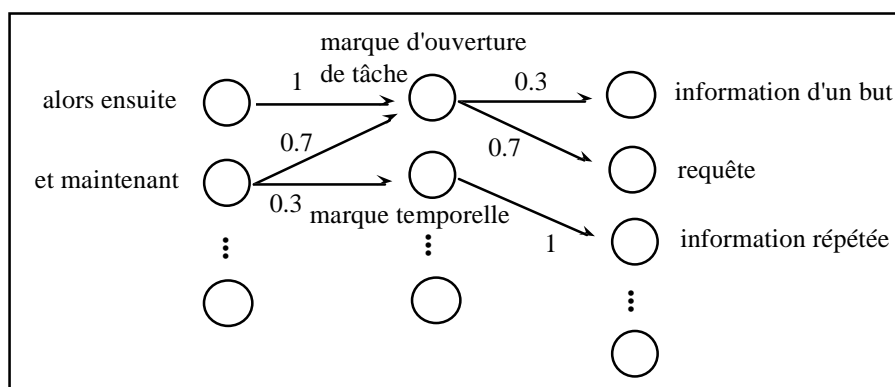 marque d'ouverture
de tâche
1
0.3
alors ensuite
information d'un but
0.7
0.7
et maintenant
requête
0.3
marque temporelle
1
information répétée